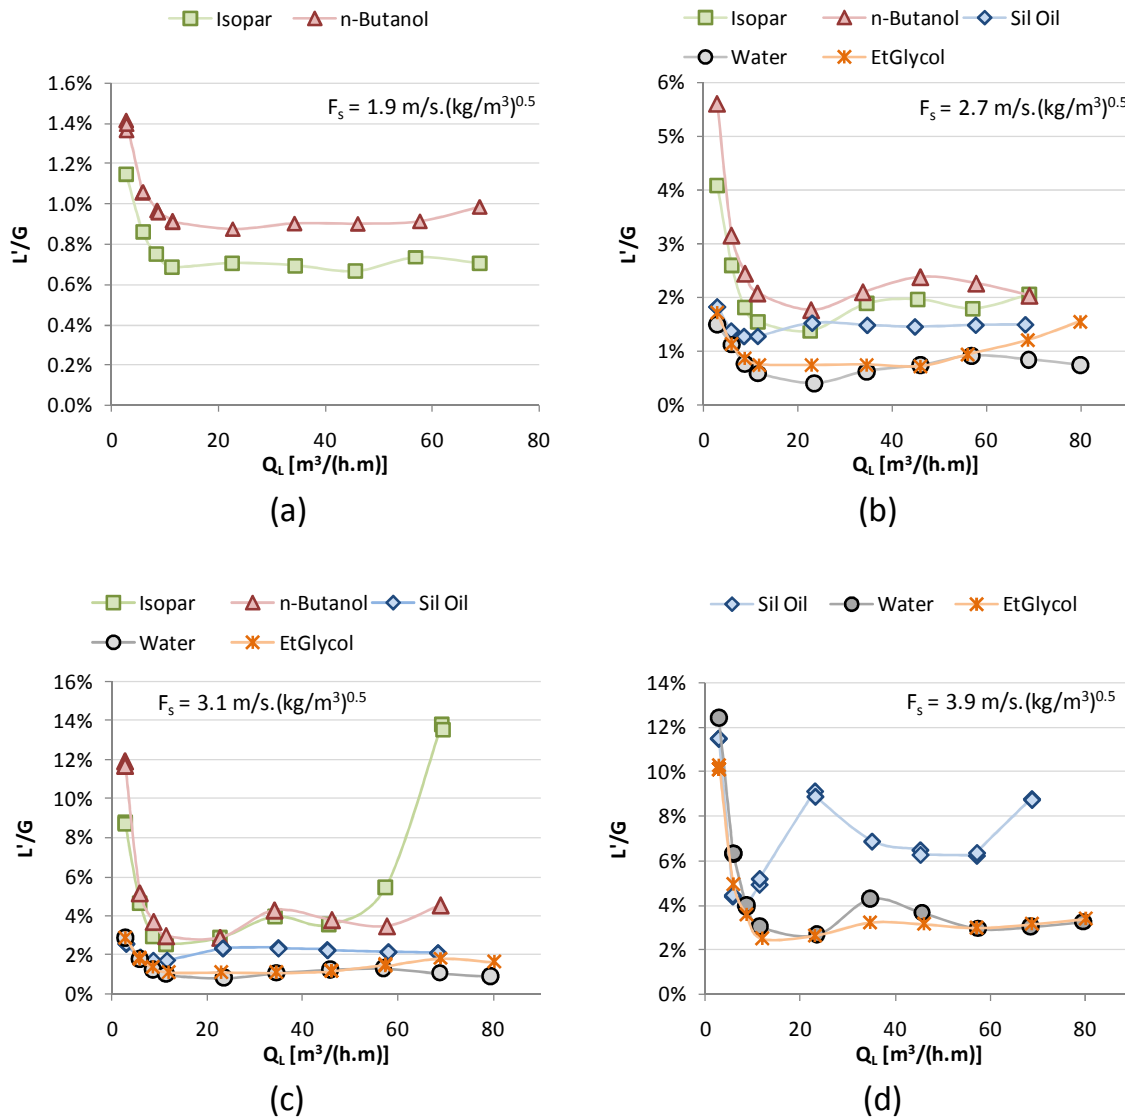 Isopar n-Butanol
1.6%
1.4%
1.2%
1.0%
0.8%
0.6%
0.4%
0.2%
0.0%
L'/G
Fs = 1.9 m/s.(kg/m³)^0.5
0 20 40 60 80
QL [m³/(h.m)]
(a)
Isopar n-Butanol Sil Oil
Water EtGlycol
6%
5%
4%
3%
2%
1%
0%
L'/G
Fs = 2.7 m/s.(kg/m³)^0.5
0 20 40 60 80
QL [m³/(h.m)]
(b)
Isopar n-Butanol Sil Oil
Water EtGlycol
16%
14%
12%
10%
8%
6%
4%
2%
0%
L'/G
Fs = 3.1 m/s.(kg/m³)^0.5
0 20 40 60 80
QL [m³/(h.m)]
(c)
Sil Oil Water EtGlycol
14%
12%
10%
8%
6%
4%
2%
0%
L'/G
Fs = 3.9 m/s.(kg/m³)^0.5
0 20 40 60 80
QL [m³/(h.m)]
(d)